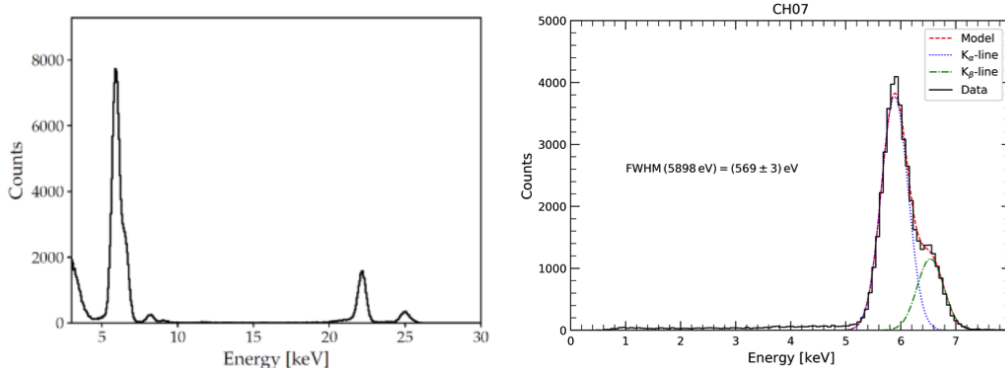 8000
6000
4000
2000
0
Counts
5
10
15
20
25
30
Energy [keV]
CH07
5000
4000
3000
2000
1000
0
Counts
Model
Kα-line
Kβ-line
Data
FWHM (5898 eV) = (569 ± 3) eV
0
1
2
3
4
5
6
7
Energy [keV]